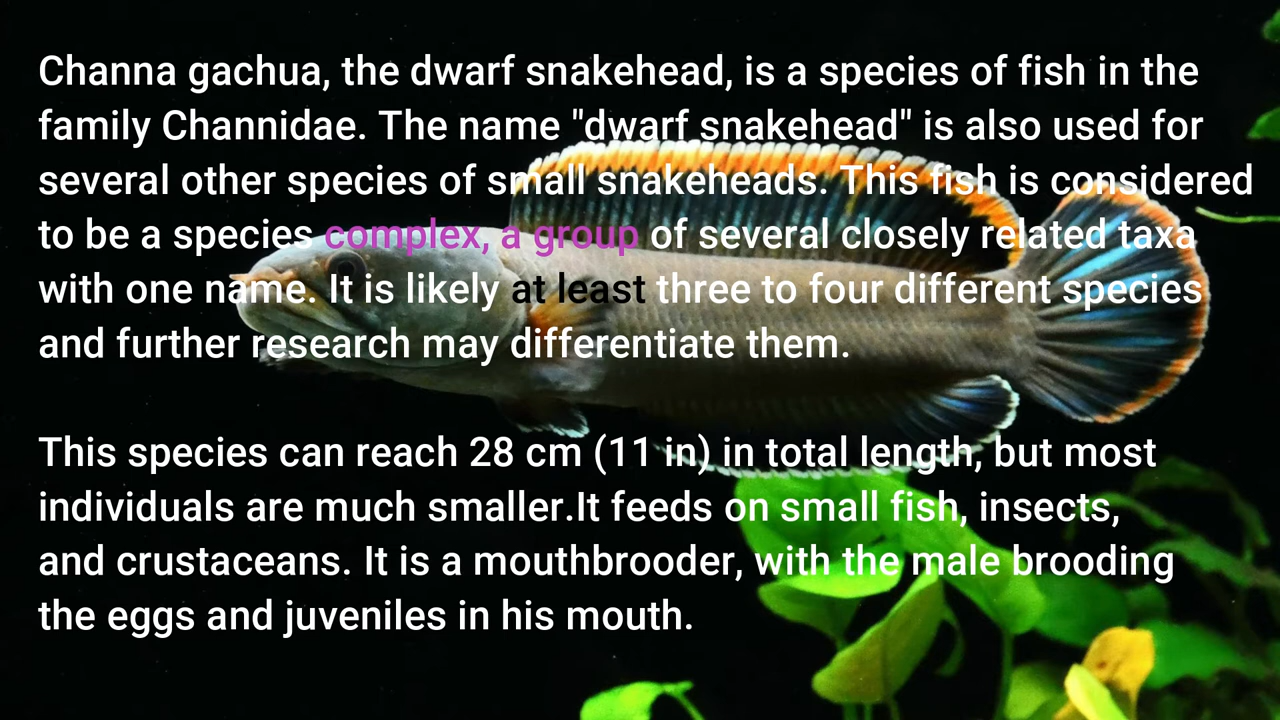 Channa gachua, the dwarf snakehead, is a species of fish in the
family Channidae. The name "dwarf snakehead" is also used for
several other species of small snakeheads. This fish is considered
to be a species complex, a group of several closely related taxa
with one name. It is likely at least three to four different species
and further research may differentiate them.
This species can reach 28 cm (11 in) in total length, but most
individuals are much smaller.It feeds on small fish, insects,
and crustaceans. It is a mouthbrooder, with the male brooding
the eggs and juveniles in his mouth.